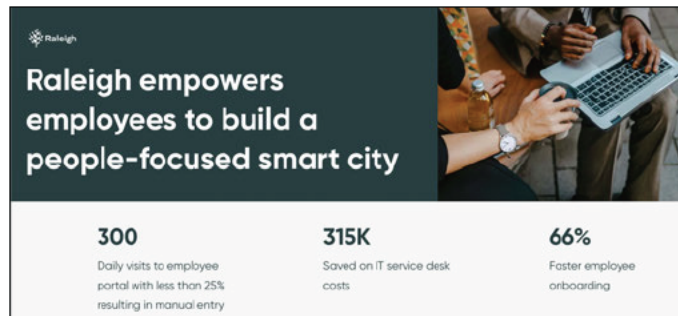 Raleigh
Raleigh empowers
employees to build a
people-focused smart city
300
Daily visits to employee
portal with less than 25%
resulting in manual entry
315K
Saved on IT service desk
costs
66%
Faster employee
onboarding